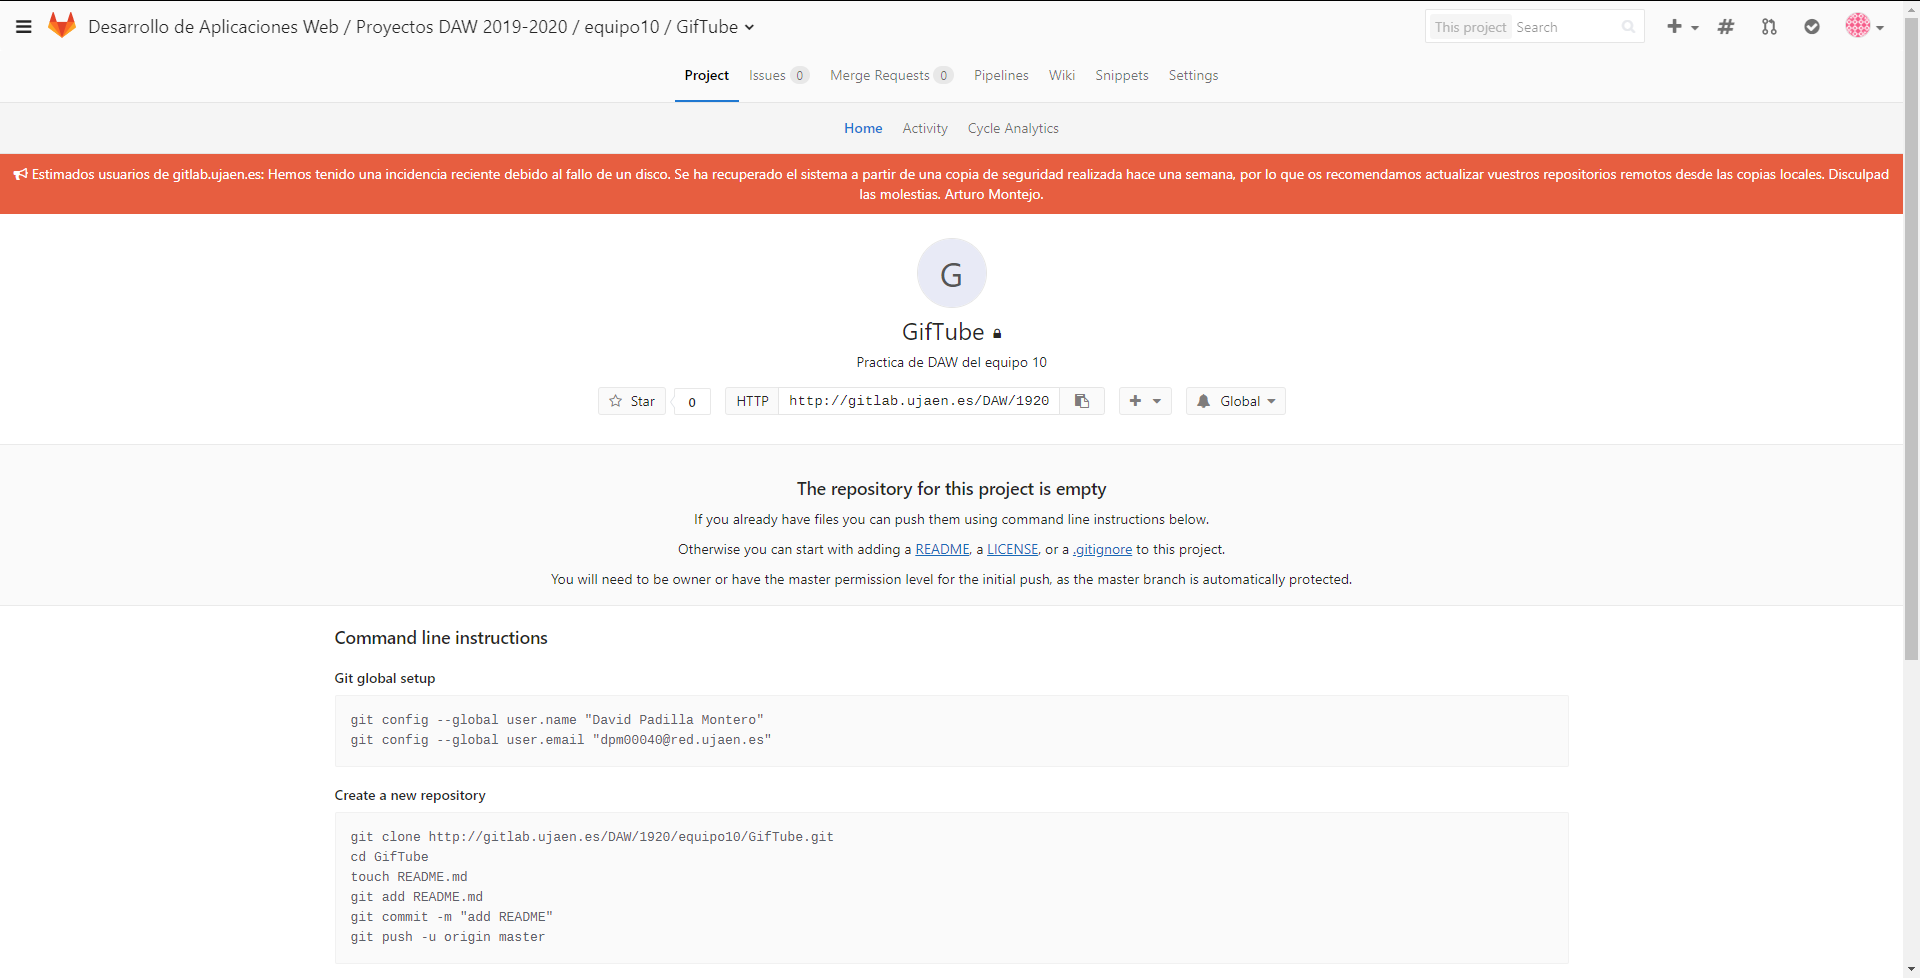 Desarrollo de Aplicaciones Web / Proyectos DAW 2019-2020 / equipo10 / GifTube
This project Search
Project Issues 0 Merge Requests 0 Pipelines Wiki Snippets Settings
Home Activity Cycle Analytics
Estimados usuarios de gitlab.ujaen.es: Hemos tenido una incidencia reciente debido al fallo de un disco. Se ha recuperado el sistema a partir de una copia de seguridad realizada hace una semana, por lo que os recomendamos actualizar vuestros repositorios remotos desde las copias locales. Disculpad
las molestias. Arturo Montejo.
G
GifTube
Practica de DAW del equipo 10
Star 0 HTTP http://gitlab.ujaen.es/DAW/1920 Global
The repository for this project is empty
If you already have files you can push them using command line instructions below.
Otherwise you can start with adding a README, a LICENSE, or a .gitignore to this project.
You will need to be owner or have the master permission level for the initial push, as the master branch is automatically protected.
Command line instructions
Git global setup
git config --global user.name "David Padilla Montero"
git config --global user.email "dpm00040@red.ujaen.es"
Create a new repository
git clone http://gitlab.ujaen.es/DAW/1920/equipo10/GifTube.git
cd GifTube
touch README.md
git add README.md
git commit -m "add README"
git push -u origin master